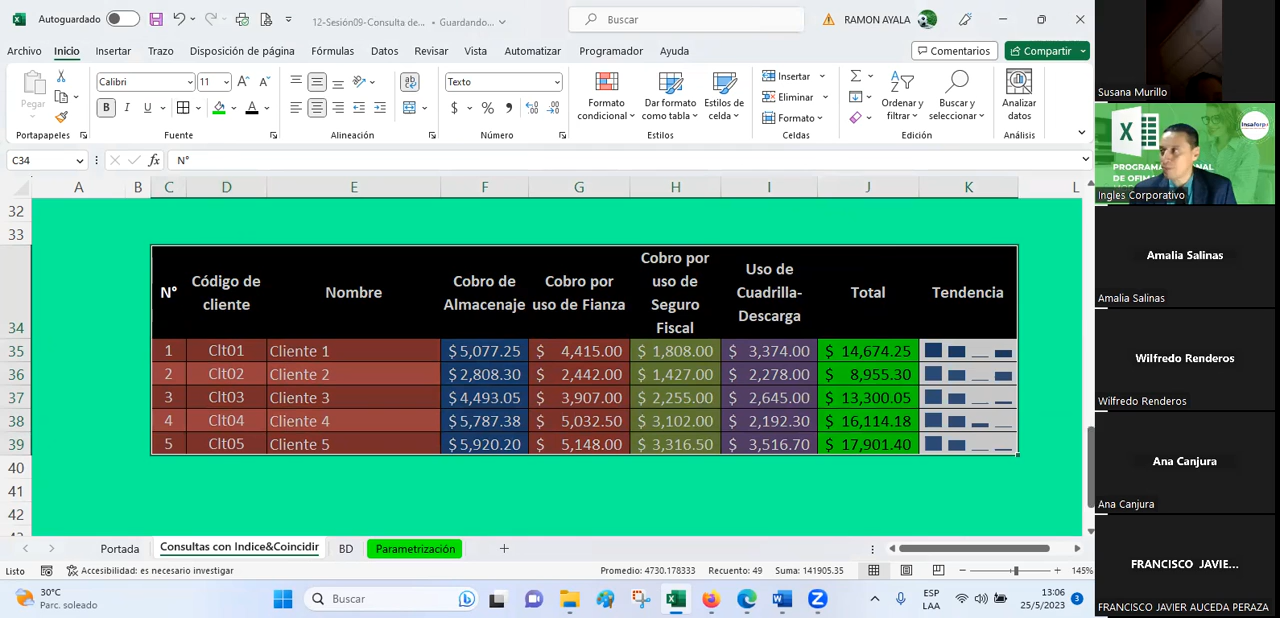 Autoguardado 12-Sesión09-Consulta de... • Guardando... Buscar RAMON AYALA
Archivo Inicio Insertar Trazo Disposición de página Fórmulas Datos Revisar Vista Automatizar Programador Ayuda Comentarios Compartir
Pegar
Calibri 11
Texto
Formato condicional
Dar formato como tabla
Estilos de celda
Insertar
Eliminar
Formato
Ordenar y filtrar
Buscar y seleccionar
Analizar datos
Portapapeles Fuente Alineación Número Estilos Celdas Edición Análisis
C34 fx N°
A B C D E F G H I J K L
32
33
34 N° Código de cliente Nombre Cobro de Almacenaje Cobro por uso de Fianza Cobro por uso de Seguro Fiscal Uso de Cuadrilla-Descarga Total Tendencia
35 1 Clt01 Cliente 1 $5,077.25 $ 4,415.00 $ 1,808.00 $ 3,374.00 $ 14,674.25
36 2 Clt02 Cliente 2 $2,808.30 $ 2,442.00 $ 1,427.00 $ 2,278.00 $ 8,955.30
37 3 Clt03 Cliente 3 $4,493.05 $ 3,907.00 $ 2,255.00 $ 2,645.00 $ 13,300.05
38 4 Clt04 Cliente 4 $5,787.38 $ 5,032.50 $ 3,102.00 $ 2,192.30 $ 16,114.18
39 5 Clt05 Cliente 5 $5,920.20 $ 5,148.00 $ 3,316.50 $ 3,516.70 $ 17,901.40
40
41
42
Portada Consultas con Indice&Coincidir BD Parametrización
Listo Accesibilidad: es necesario investigar Promedio: 4730.178333 Recuento: 49 Suma: 141905.35 145%
30°C
Parc. soleado
Buscar
ESP
LAA
13:06
25/5/2023
3
Susana Murillo
Ingles Corporativo
Amalia Salinas
Amalia Salinas
Wilfredo Renderos
Wilfredo Renderos
Ana Canjura
Ana Canjura
FRANCISCO JAVIE...
FRANCISCO JAVIER AUCEDA PERAZA